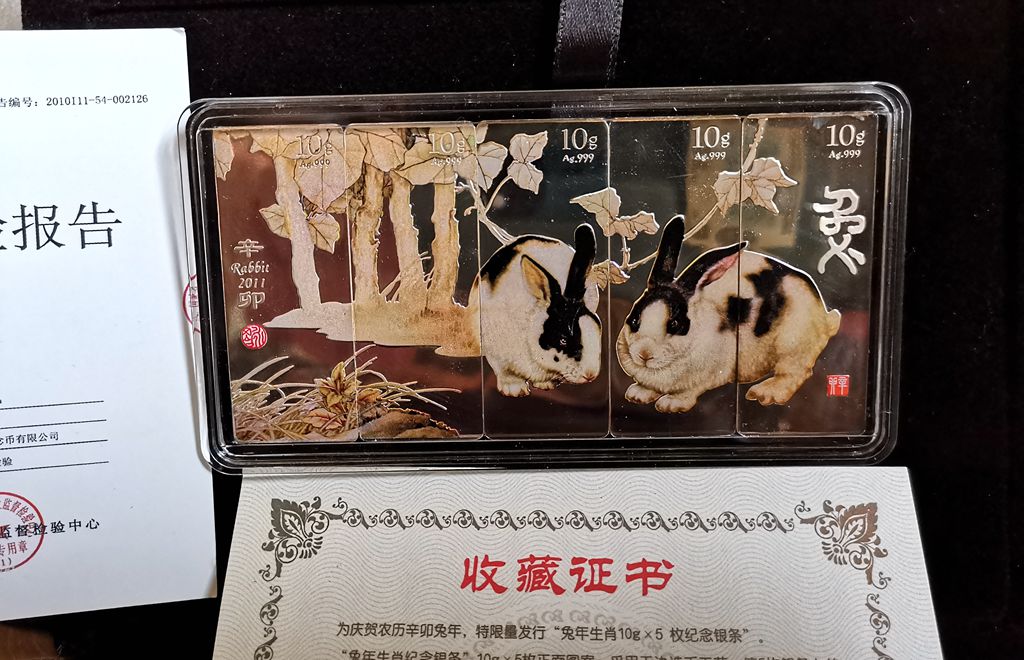 告编号：2010I11-54-002126
报告
币有限公司
验
监督检验中心
专用章
10g
Ag.999
10g
Ag.999
10g
Ag.999
10g
Ag.999
10g
Ag.999
辛
Rabbit
2011
卯
收藏证书
为庆贺农历辛卯兔年，特限量发行“兔年生肖10g×5 枚纪念银条”。